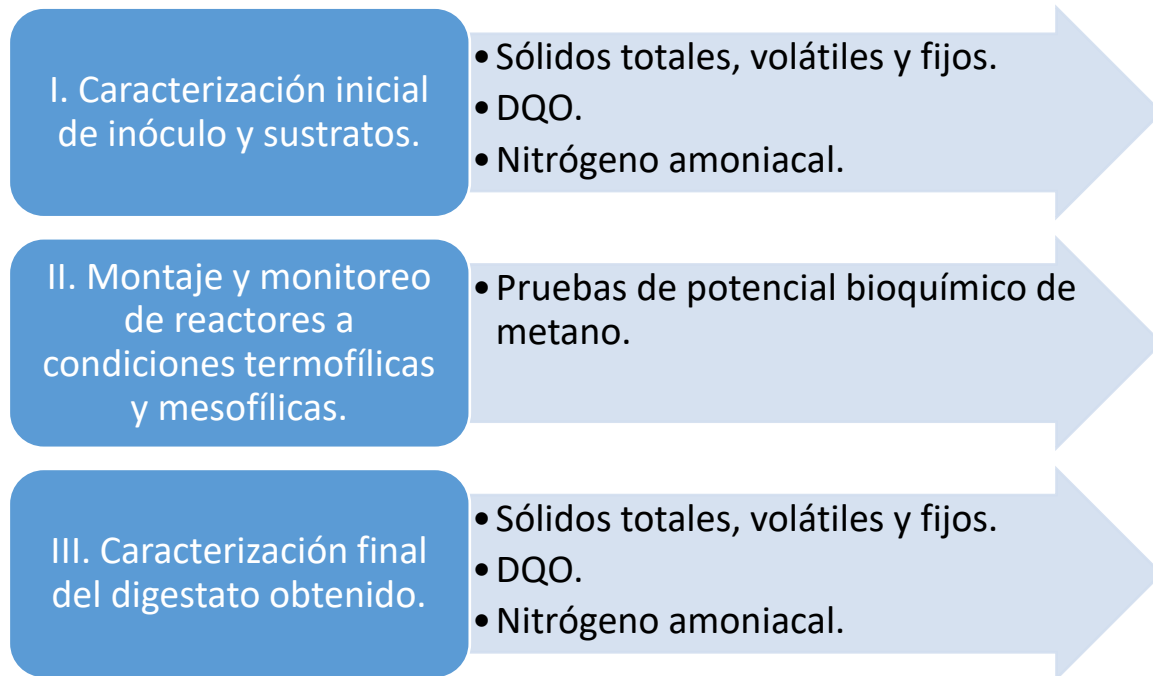 I. Caracterización inicial
de inóculo y sustratos.
• Sólidos totales, volátiles y fijos.
• DQO.
• Nitrógeno amoniacal.
II. Montaje y monitoreo
de reactores a
condiciones termofílicas
y mesofílicas.
• Pruebas de potencial bioquímico de
metano.
III. Caracterización final
del digestato obtenido.
• Sólidos totales, volátiles y fijos.
• DQO.
• Nitrógeno amoniacal.